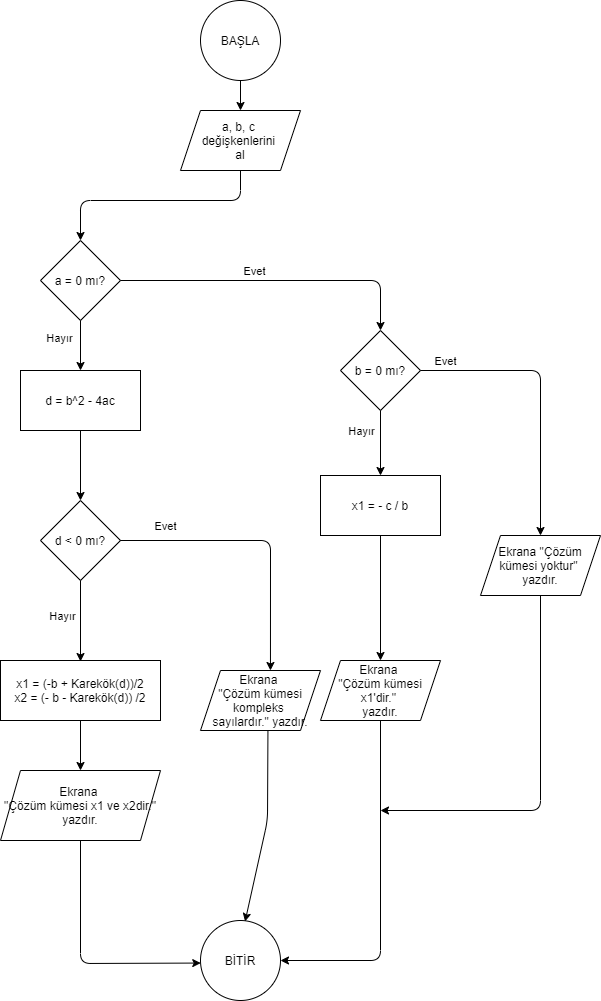 BAŞLA
a, b, c
değişkenlerini
al
a = 0 mı?
Evet
Hayır
b = 0 mı?
Evet
d = b^2 - 4ac
Hayır
x1 = - c / b
d < 0 mı?
Evet
Ekrana "Çözüm
kümesi yoktur"
yazdır.
Hayır
x1 = (-b + Karekök(d))/2
x2 = (- b - Karekök(d)) /2
Ekrana
"Çözüm kümesi
kompleks
sayılardır." yazdır.
Ekrana
"Çözüm kümesi
x1'dir."
yazdır.
Ekrana
"Çözüm kümesi x1 ve x2dir."
yazdır.
BİTİR